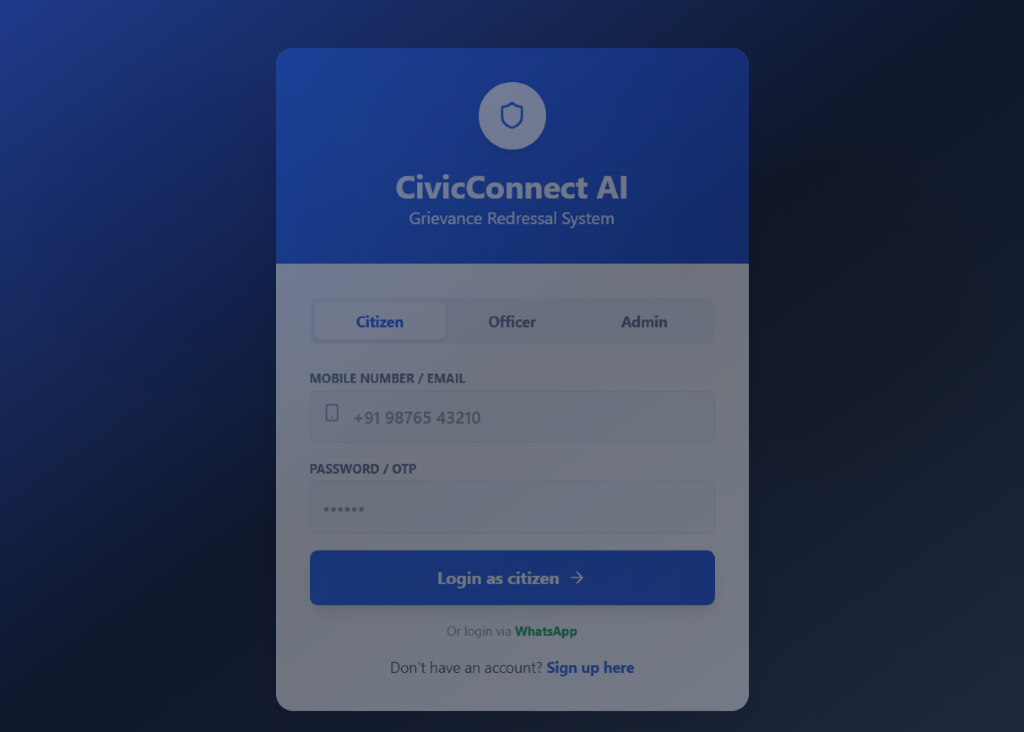 CivicConnect AI
Grievance Redressal System
Citizen Officer Admin
MOBILE NUMBER / EMAIL
+91 98765 43210
PASSWORD / OTP
••••••
Login as citizen →
Or login via WhatsApp
Don't have an account? Sign up here